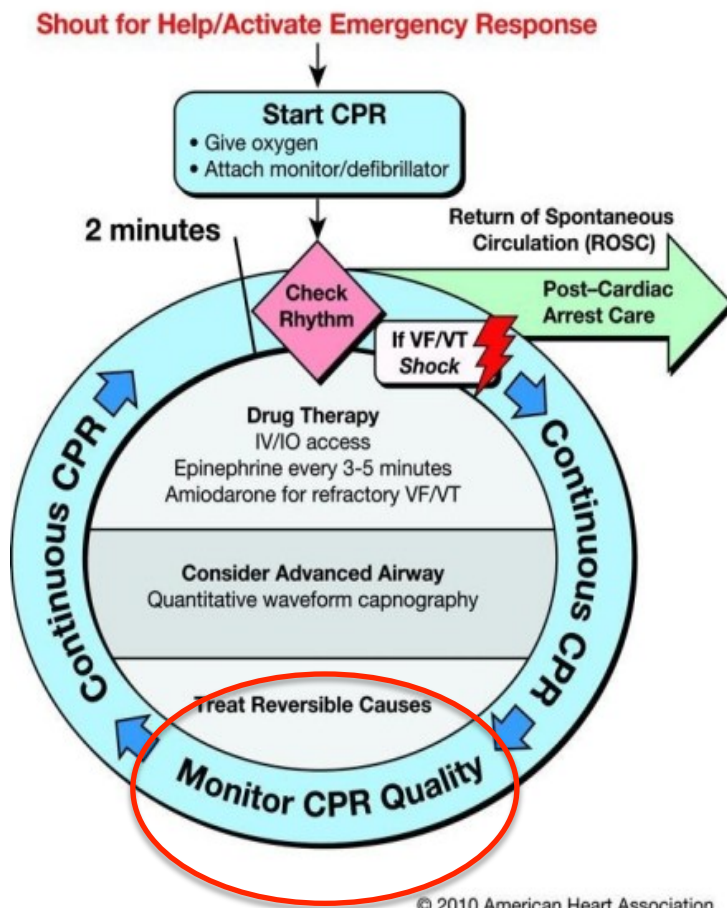 Shout for Help/Activate Emergency Response
Start CPR
• Give oxygen
• Attach monitor/defibrillator
2 minutes
Return of Spontaneous
Circulation (ROSC)
Check
Rhythm
Post–Cardiac
Arrest Care
If VF/VT
Shock
Drug Therapy
IV/IO access
Epinephrine every 3-5 minutes
Amiodarone for refractory VF/VT
Continuous CPR
Continuous CPR
Consider Advanced Airway
Quantitative waveform capnography
Treat Reversible Causes
Monitor CPR Quality
© 2010 American Heart Association